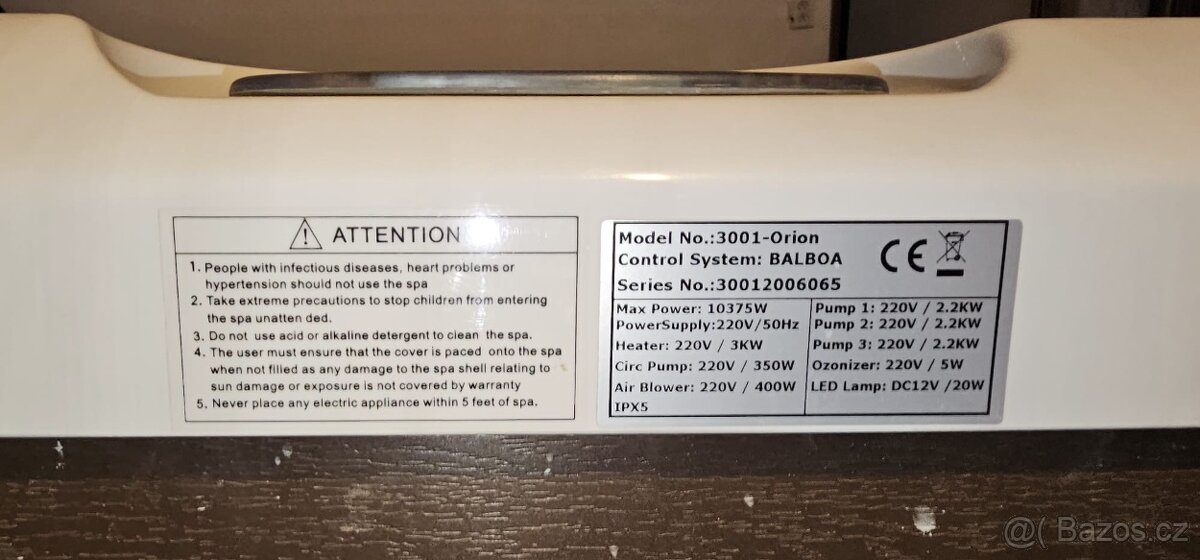 ATTENTION
1. People with infectious diseases, heart problems or
hypertension should not use the spa
2. Take extreme precautions to stop children from entering
the spa unatten ded.
3. Do not use acid or alkaline detergent to clean the spa.
4. The user must ensure that the cover is paced onto the spa
when not filled as any damage to the spa shell relating to
sun damage or exposure is not covered by warranty
5. Never place any electric appliance within 5 feet of spa.
Model No.:3001-Orion
Control System: BALBOA
Series No.:30012006065
CE
Max Power: 10375W
PowerSupply:220V/50Hz
Heater: 220V / 3KW
Circ Pump: 220V / 350W
Air Blower: 220V / 400W
IPX5
Pump 1: 220V / 2.2KW
Pump 2: 220V / 2.2KW
Pump 3: 220V / 2.2KW
Ozonizer: 220V / 5W
LED Lamp: DC12V /20W
@( Bazoš.cz